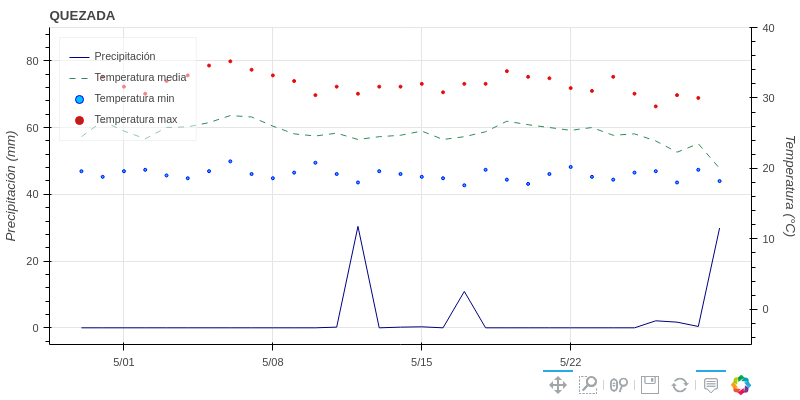 QUEZADA
Precipitación
Temperatura media
Temperatura min
Temperatura max
Precipitación (mm)
80
60
40
20
0
Temperatura (°C)
40
30
20
10
0
5/01
5/08
5/15
5/22